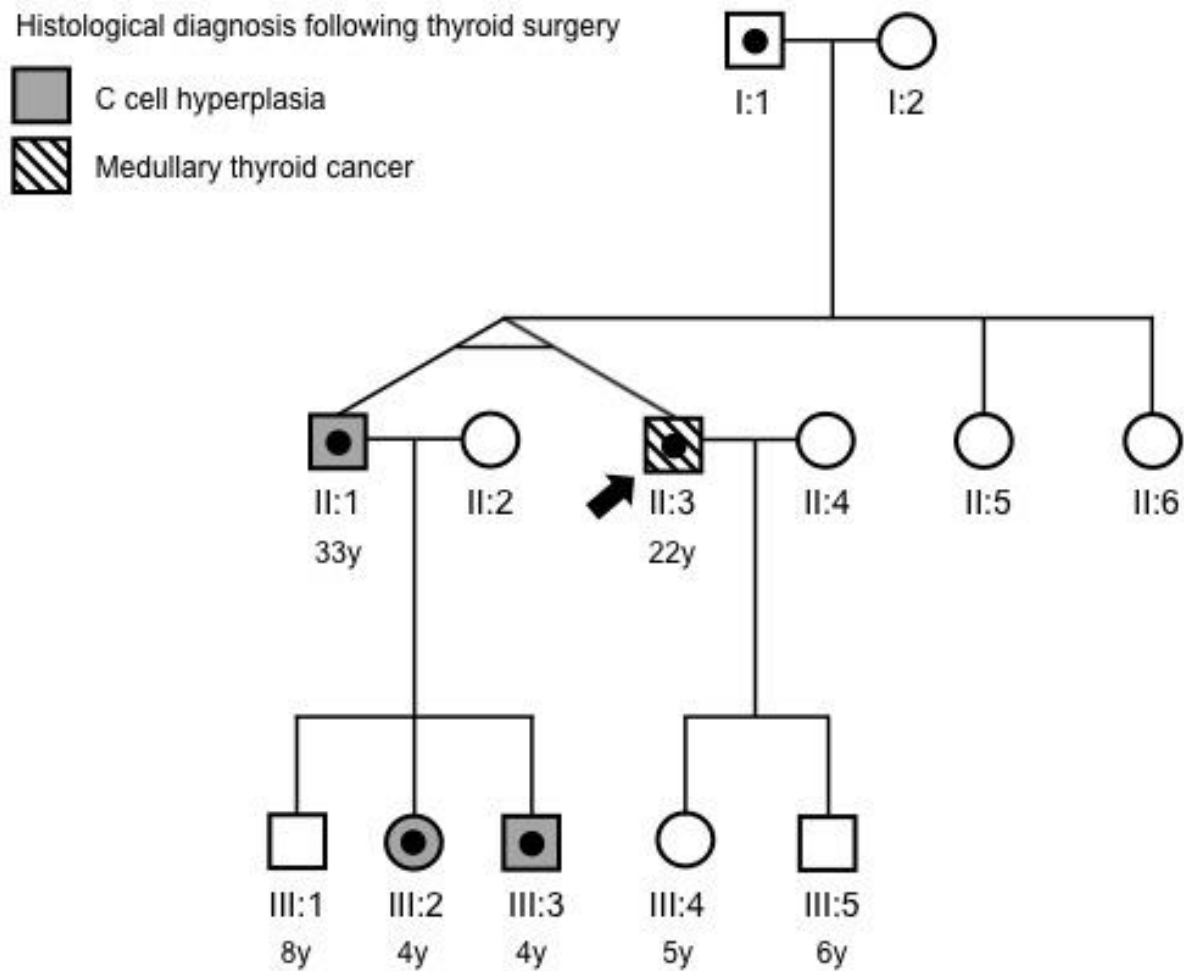 Histological diagnosis following thyroid surgery
C cell hyperplasia
Medullary thyroid cancer
I:1 I:2
II:1 II:2 II:3 II:4 II:5 II:6
33y 22y
III:1 III:2 III:3 III:4 III:5
8y 4y 4y 5y 6y